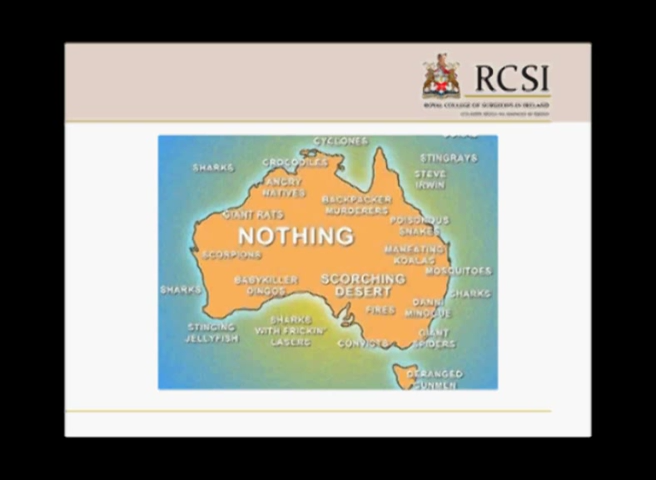 RCSI
ROYAL COLLEGE OF SURGEONS IN IRELAND
CYCLONES
SHARKS
CROCODILES
STINGRAYS
ANGRY
NATIVES
STEVE
IRWIN
BACKPACKER
MURDERERS
GIANT RATS
POISONOUS
SNAKES
NOTHING
SCORPIONS
MANEATING
KOALAS
MOSQUITOES
BABYKILLER
DINGOS
SCORCHING
DESERT
SHARKS
SHARKS
FIRES
DANNI
MINOGUE
STINGING
JELLYFISH
SHARKS
WITH FRICKIN'
LASERS
CONVICTS
GIANT
SPIDERS
DERANGED
GUNMEN